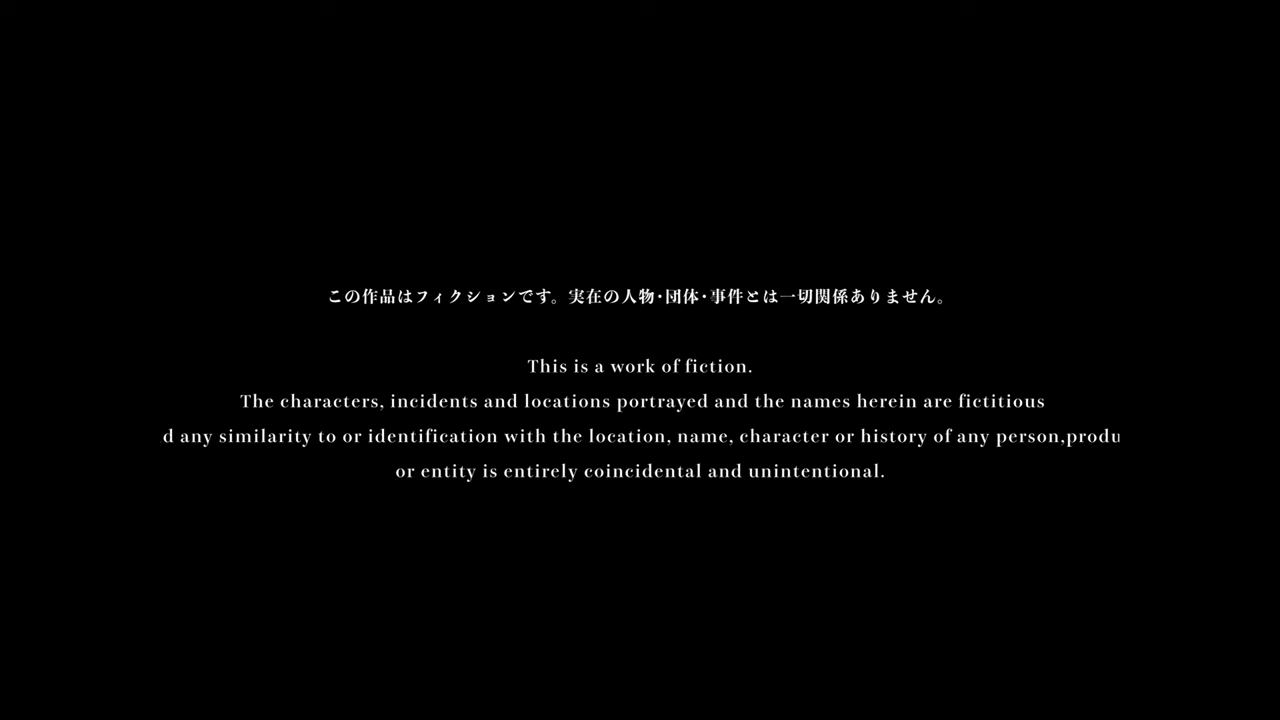 この作品はフィクションです。実在の人物・団体・事件とは一切関係ありません。
This is a work of fiction.
The characters, incidents and locations portrayed and the names herein are fictitious
d any similarity to or identification with the location, name, character or history of any person,produ
or entity is entirely coincidental and unintentional.